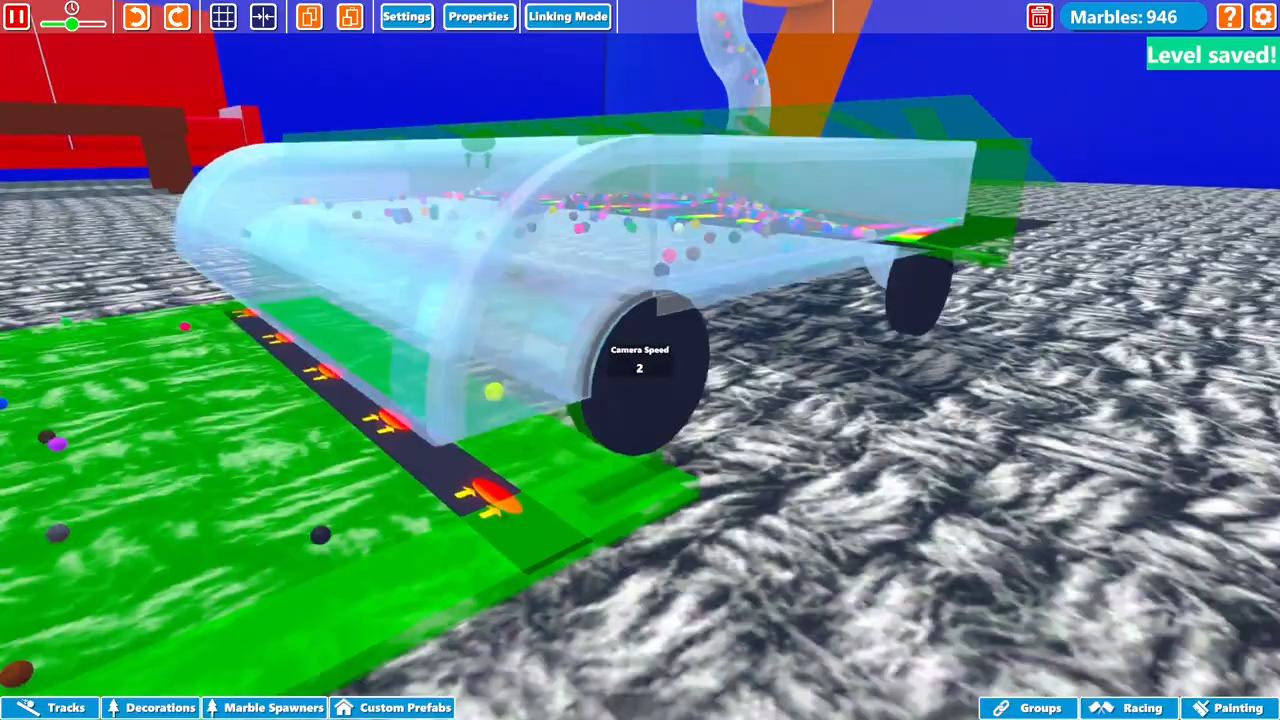 Settings
Properties
Linking Mode
Marbles: 946
?
Level saved!
Camera Speed
2
Tracks
Decorations
Marble Spawners
Custom Prefabs
Groups
Racing
Painting